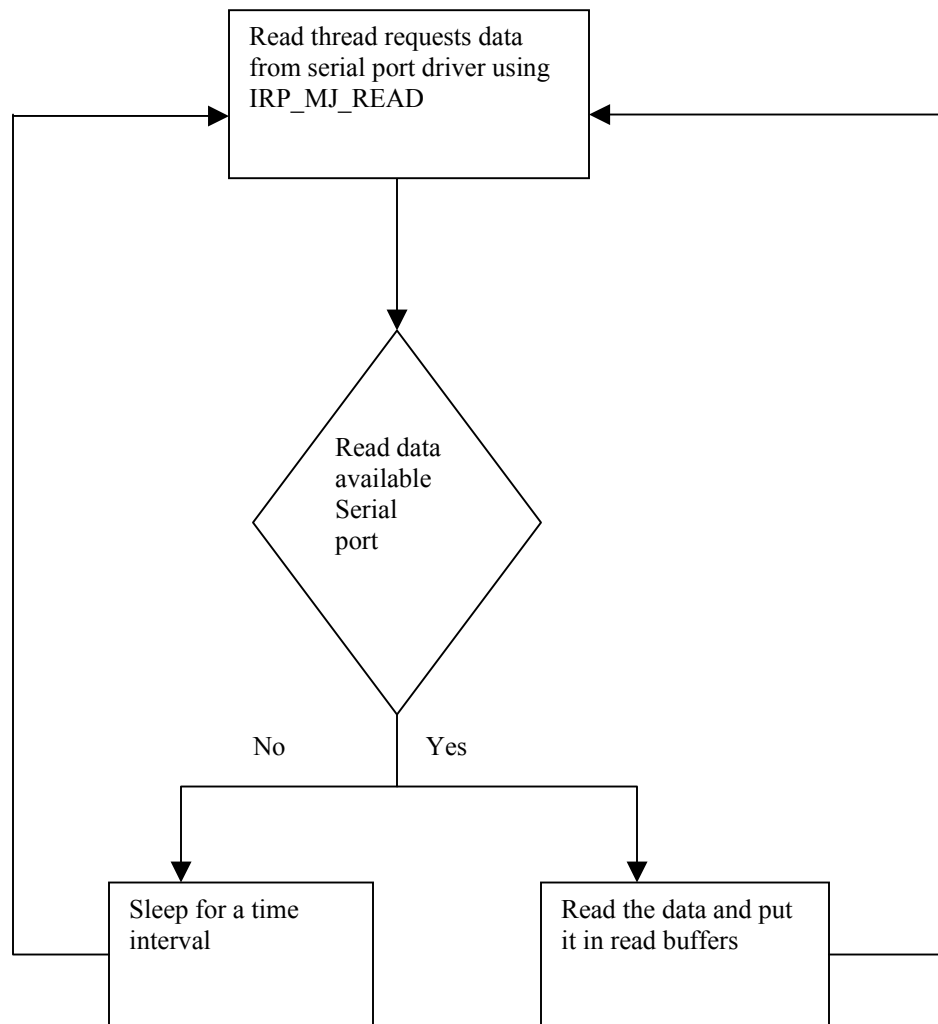 Read thread requests data
from serial port driver using
IRP_MJ_READ
Read data
available
Serial
port
No
Yes
Sleep for a time
interval
Read the data and put
it in read buffers